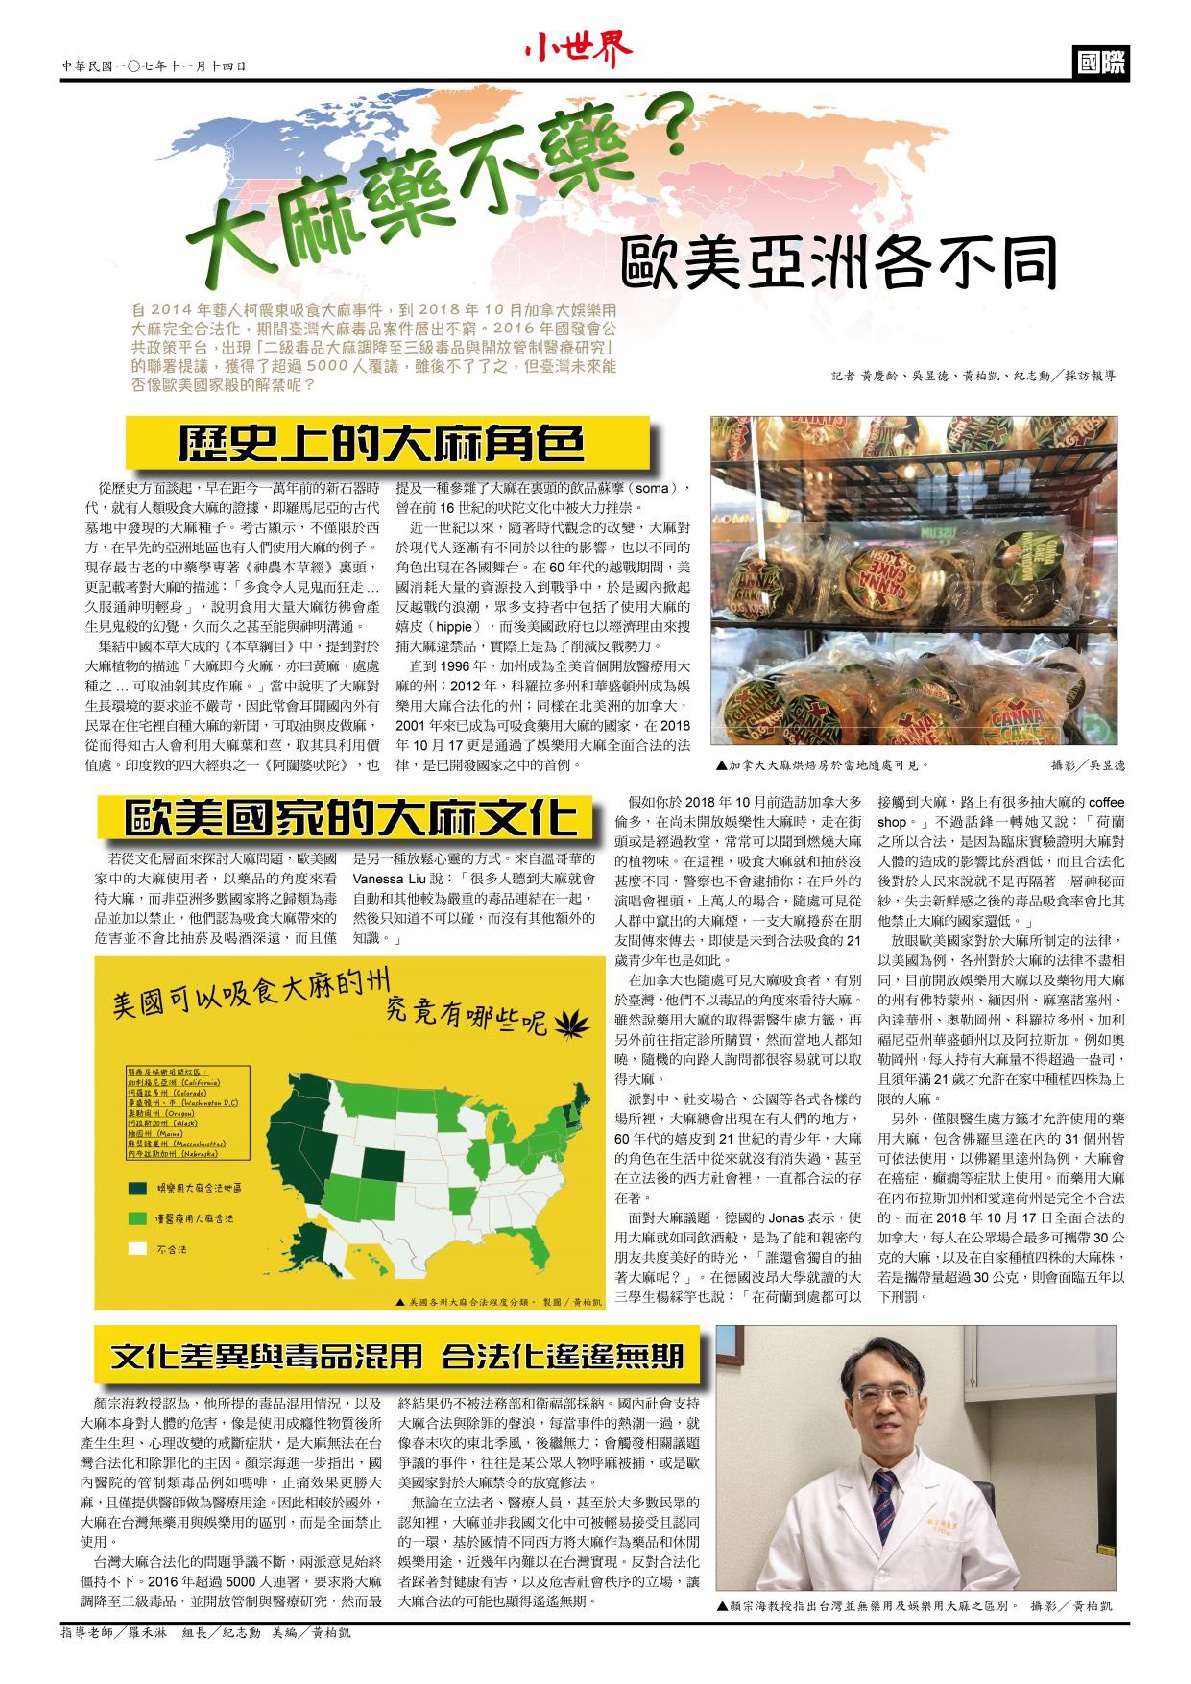 中華民國一〇七年十一月十四日
小世界
國際
大麻藥不藥？
歐美亞洲各不同
自 2014 年藝人柯震東吸食大麻事件，到 2018 年 10 月加拿大娛樂用
大麻完全合法化，期間臺灣大麻毒品案件層出不窮。2016 年國發會公
共政策平台，出現「二級毒品大麻調降至三級毒品與開放管制醫療研究」
的聯署提議，獲得了超過 5000 人覆議，雖後不了了之，但臺灣未來能
否像歐美國家般的解禁呢？
記者 黃慶齡、吳昱德、黃柏凱、紀志勳／採訪報導
歷史上的大麻角色
從歷史方面談起，早在距今一萬年前的新石器時
代，就有人類吸食大麻的證據，即羅馬尼亞的古代
墓地中發現的大麻種子。考古顯示，不僅限於西
方，在早先的亞洲地區也有人們使用大麻的例子。
現存最古老的中藥學專著《神農本草經》裏頭，
更記載著對大麻的描述：「多食令人見鬼而狂走 ...
久服通神明輕身」，說明食用大量大麻彷彿會產
生見鬼般的幻覺，久而久之甚至能與神明溝通。
集結中國本草大成的《本草綱目》中，提到對於
大麻植物的描述「大麻即今火麻，亦曰黃麻，處處
種之 ... 可取油剝其皮作麻。」當中說明了大麻對
生長環境的要求並不嚴苛，因此常會耳聞國內外有
民眾在住宅裡自種大麻的新聞，可取油與皮做麻，
從而得知古人會利用大麻葉和莖，取其具利用價
值處。印度教的四大經典之一《阿闥婆吠陀》，也
提及一種參雜了大麻在裏頭的飲品蘇摩（soma），
曾在前 16 世紀的吠陀文化中被大力推崇。
近一世紀以來，隨著時代觀念的改變，大麻對
於現代人逐漸有不同於以往的影響，也以不同的
角色出現在各國舞台。在 60 年代的越戰期間，美
國消耗大量的資源投入到戰爭中，於是國內掀起
反越戰的浪潮，眾多支持者中包括了使用大麻的
嬉皮（hippie），而後美國政府也以經濟理由來搜
捕大麻違禁品，實際上是為了削減反戰勢力。
直到 1996 年，加州成為全美首個開放醫療用大
麻的州；2012 年，科羅拉多州和華盛頓州成為娛
樂用大麻合法化的州；同樣在北美洲的加拿大，
2001 年來已成為可吸食藥用大麻的國家，在 2018
年 10 月 17 更是通過了娛樂用大麻全面合法的法
律，是已開發國家之中的首例。
CANNA
CAKE
O.G. KUSH
▲加拿大大麻烘焙房於當地隨處可見。
攝影／吳昱德
歐美國家的大麻文化
若從文化層面來探討大麻問題，歐美國
家中的大麻使用者，以藥品的角度來看
待大麻，而非亞洲多數國家將之歸類為毒
品並加以禁止，他們認為吸食大麻帶來的
危害並不會比抽菸及喝酒深遠，而且僅
是另一種放鬆心靈的方式。來自溫哥華的
Vanessa Liu 說：「很多人聽到大麻就會
自動和其他較為嚴重的毒品連結在一起，
然後只知道不可以碰，而沒有其他額外的
知識。」
美國可以吸食大麻的州
究竟有哪些呢
醫療及娛樂用開放區：
加利福尼亞洲 (California)
柯羅拉多州 (Colorado)
華盛頓州、市 (Washington D.C)
奧勒岡州 (Oregon)
阿拉斯加州 (Alask)
緬因州 (Maine)
麻瑟諸塞州 (Massachusttes)
內布拉斯加州 (Nebraska)
娛樂用大麻合法地區
僅醫療用大麻合法
不合法
▲ 美國各州大麻合法程度分類。 製圖／黃柏凱
假如你於 2018 年 10 月前造訪加拿大多
倫多，在尚未開放娛樂性大麻時，走在街
頭或是經過教堂，常常可以聞到燃燒大麻
的植物味。在這裡，吸食大麻就和抽菸沒
甚麼不同，警察也不會逮捕你；在戶外的
演唱會裡頭，上萬人的場合，隨處可見從
人群中竄出的大麻煙，一支大麻捲菸在朋
友間傳來傳去，即使是未到合法吸食的 21
歲青少年也是如此。
在加拿大也隨處可見大麻吸食者，有別
於臺灣，他們不以毒品的角度來看待大麻。
雖然說藥用大麻的取得需醫生處方籤，再
另外前往指定診所購買，然而當地人都知
曉，隨機的向路人詢問都很容易就可以取
得大麻。
派對中、社交場合、公園等各式各樣的
場所裡，大麻總會出現在有人們的地方，
60 年代的嬉皮到 21 世紀的青少年，大麻
的角色在生活中從來就沒有消失過，甚至
在立法後的西方社會裡，一直都合法的存
在著。
面對大麻議題，德國的 Jonas 表示，使
用大麻就如同飲酒般，是為了能和親密的
朋友共度美好的時光，「誰還會獨自的抽
著大麻呢？」。在德國波昂大學就讀的大
三學生楊綵芋也說：「在荷蘭到處都可以
接觸到大麻，路上有很多抽大麻的 coffee
shop。」不過話鋒一轉她又說：「荷蘭
之所以合法，是因為臨床實驗證明大麻對
人體的造成的影響比於酒低，而且合法化
後對於人民來說就不是再隔著一層神秘面
紗，失去新鮮感之後的毒品吸食率會比其
他禁止大麻的國家還低。」
放眼歐美國家對於大麻所制定的法律，
以美國為例，各州對於大麻的法律不盡相
同，目前開放娛樂用大麻以及藥物用大麻
的州有佛特蒙州、緬因州、麻塞諸塞州、
內達華州、奧勒岡州、科羅拉多州、加利
福尼亞州華盛頓州以及阿拉斯加。例如奧
勒岡州，每人持有大麻量不得超過一盎司，
且須年滿 21 歲才允許在家中種植四株為上
限的大麻。
另外，僅限醫生處方籤才允許使用的藥
用大麻，包含佛羅里達在內的 31 個州皆
可依法使用，以佛羅里達州為例，大麻會
在癌症、癲癇等症狀上使用。而藥用大麻
在內布拉斯加州和愛達荷州是完全不合法
的。而在 2018 年 10 月 17 日全面合法的
加拿大，每人在公眾場合最多可攜帶 30 公
克的大麻，以及在自家種植四株的大麻株，
若是攜帶量超過 30 公克，則會面臨五年以
下刑罰。
文化差異與毒品混用 合法化遙遙無期
顏宗海教授認為，他所提的毒品混用情況，以及
大麻本身對人體的危害，像是使用成癮性物質後所
產生生理、心理改變的戒斷症狀，是大麻無法在台
灣合法化和除罪化的主因。顏宗海進一步指出，國
內醫院的管制類毒品例如嗎啡，止痛效果更勝大
麻，且僅提供醫師做為醫療用途。因此相較於國外，
大麻在台灣無藥用與娛樂用的區別，而是全面禁止
使用。
台灣大麻合法化的問題爭議不斷，兩派意見始終
僵持不下。2016 年超過 5000 人連署，要求將大麻
調降至二級毒品，並開放管制與醫療研究，然而最
終結果仍不被法務部和衛福部採納。國內社會支持
大麻合法與除罪的聲浪，每當事件的熱潮一過，就
像春末吹的東北季風，後繼無力；會觸發相關議題
爭議的事件，往往是某公眾人物呼麻被捕，或是歐
美國家對於大麻禁令的放寬修法。
無論在立法者、醫療人員，甚至於大多數民眾的
認知裡，大麻並非我國文化中可被輕易接受且認同
的一環，基於國情不同西方將大麻作為藥品和休閒
娛樂用途，近幾年內難以在台灣實現。反對合法化
者踩著對健康有害，以及危害社會秩序的立場，讓
大麻合法的可能也顯得遙遙無期。
▲顏宗海教授指出台灣並無藥用及娛樂用大麻之區別。 攝影／黃柏凱
指導老師／羅禾淋 組長／紀志勳 美編／黃柏凱